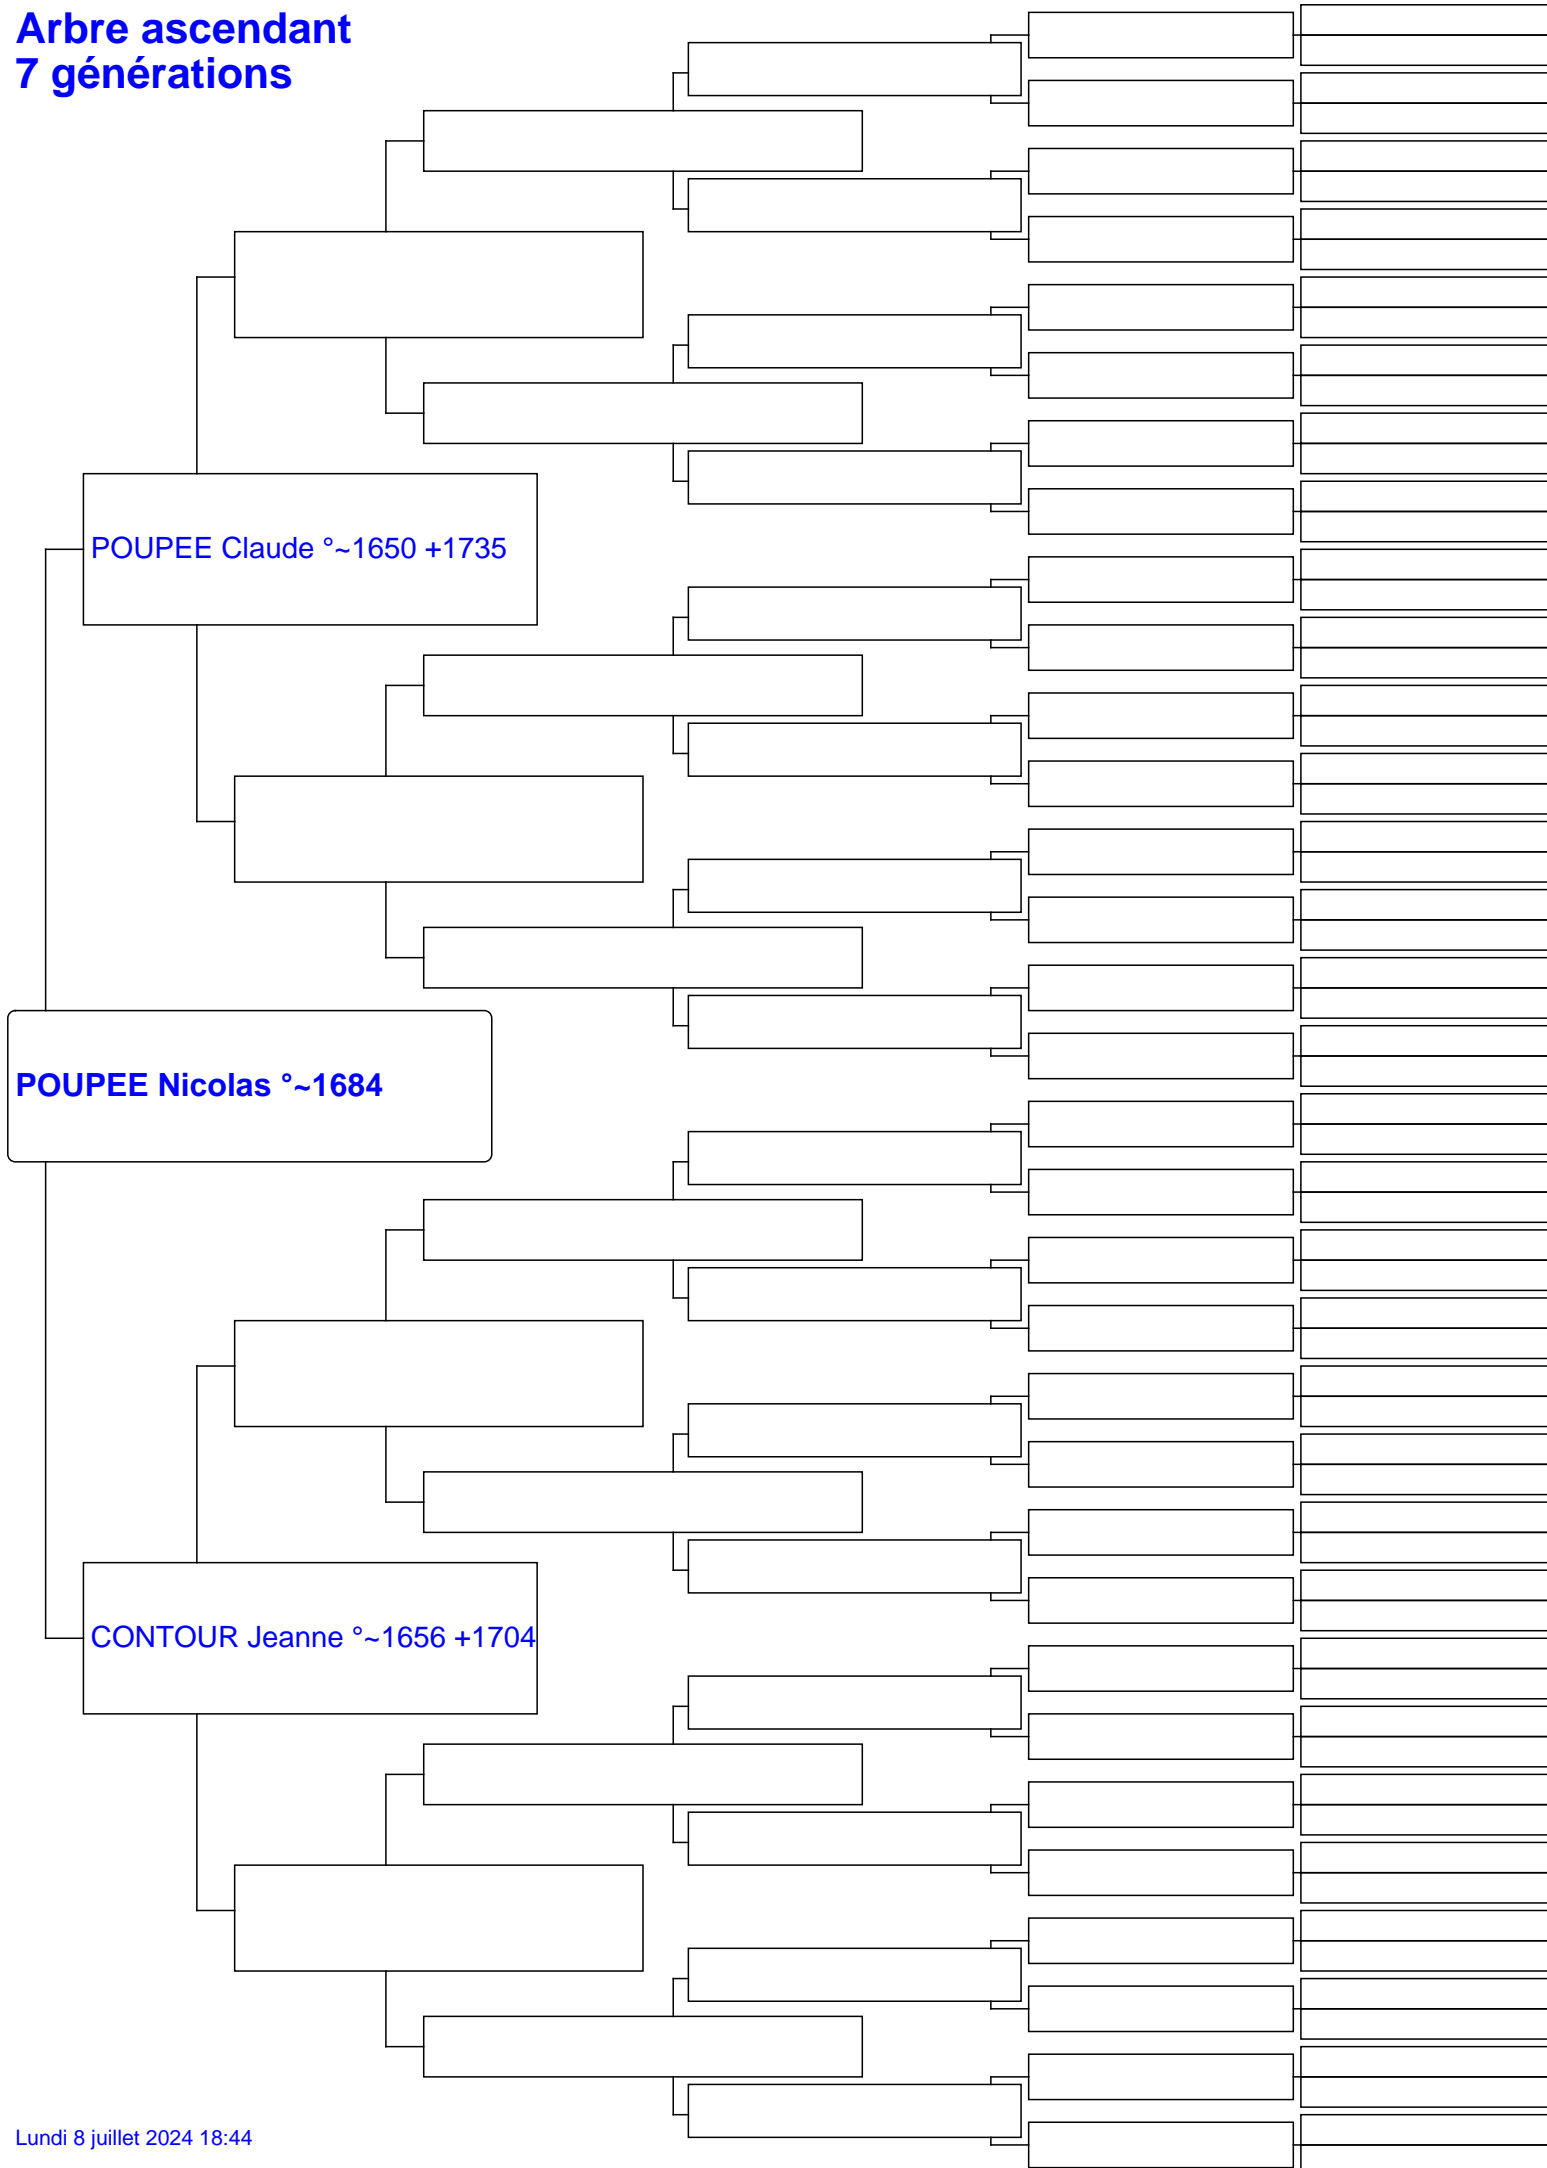 Arbre ascendant
7 générations
POUPEE Claude °~1650 +1735
POUPEE Nicolas °~1684
CONTOUR Jeanne °~1656 +1704
Lundi 8 juillet 2024 18:44